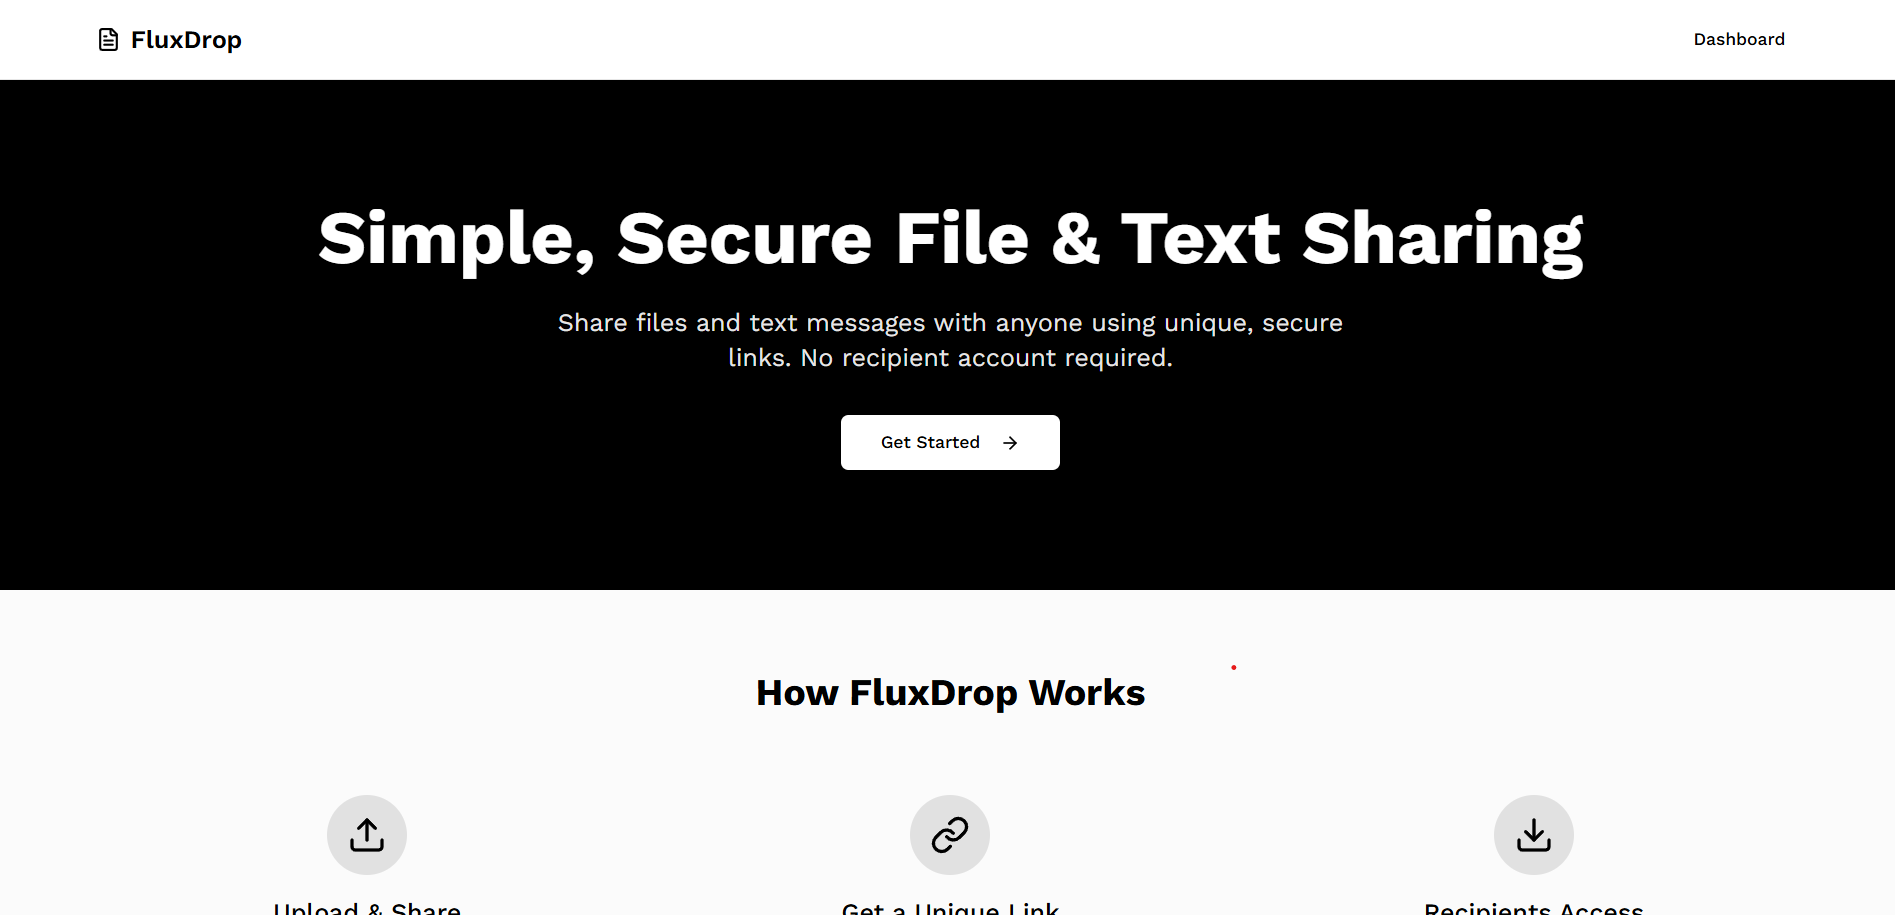 FluxDrop
Dashboard
Simple, Secure File & Text Sharing
Share files and text messages with anyone using unique, secure
links. No recipient account required.
Get Started
How FluxDrop Works
Upload & Share
Get a Unique Link
Recipients Access